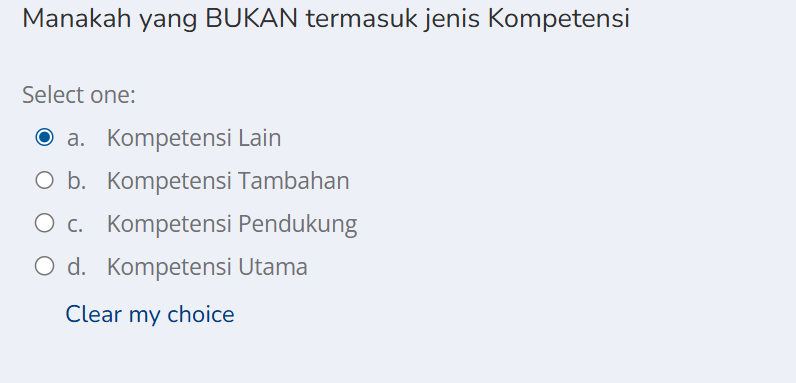 Manakah yang BUKAN termasuk jenis Kompetensi
Select one:
a. Kompetensi Lain
b. Kompetensi Tambahan
c. Kompetensi Pendukung
d. Kompetensi Utama
Clear my choice